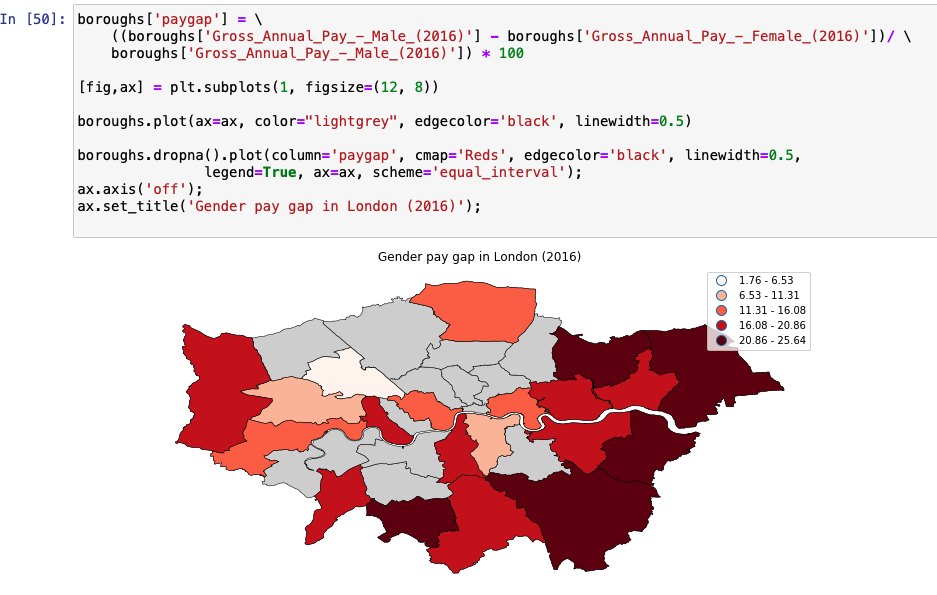 In [50]: boroughs['paygap'] = \
((boroughs['Gross_Annual_Pay_-_Male_(2016)'] - boroughs['Gross_Annual_Pay_-_Female_(2016)'])/ \
boroughs['Gross_Annual_Pay_-_Male_(2016)']) * 100
[fig,ax] = plt.subplots(1, figsize=(12, 8))
boroughs.plot(ax=ax, color="lightgrey", edgecolor='black', linewidth=0.5)
boroughs.dropna().plot(column='paygap', cmap='Reds', edgecolor='black', linewidth=0.5,
legend=True, ax=ax, scheme='equal_interval');
ax.axis('off');
ax.set_title('Gender pay gap in London (2016)');
Gender pay gap in London (2016)
1.76 - 6.53
6.53 - 11.31
11.31 - 16.08
16.08 - 20.86
20.86 - 25.64